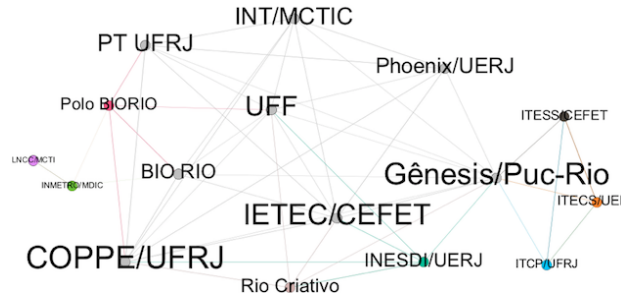 INT/MCTIC
PT UFRJ
Phoenix/UERJ
Polo BIORIO
UFF
ITESS/CEFET
LNCC/MCTI
BIO RIO
Gênesis/Puc-Rio
INMETRO/MDIC
ITECS/UER
IETEC/CEFET
COPPE/UFRJ
INESDI/UERJ
ITCP/UFRJ
Rio Criativo